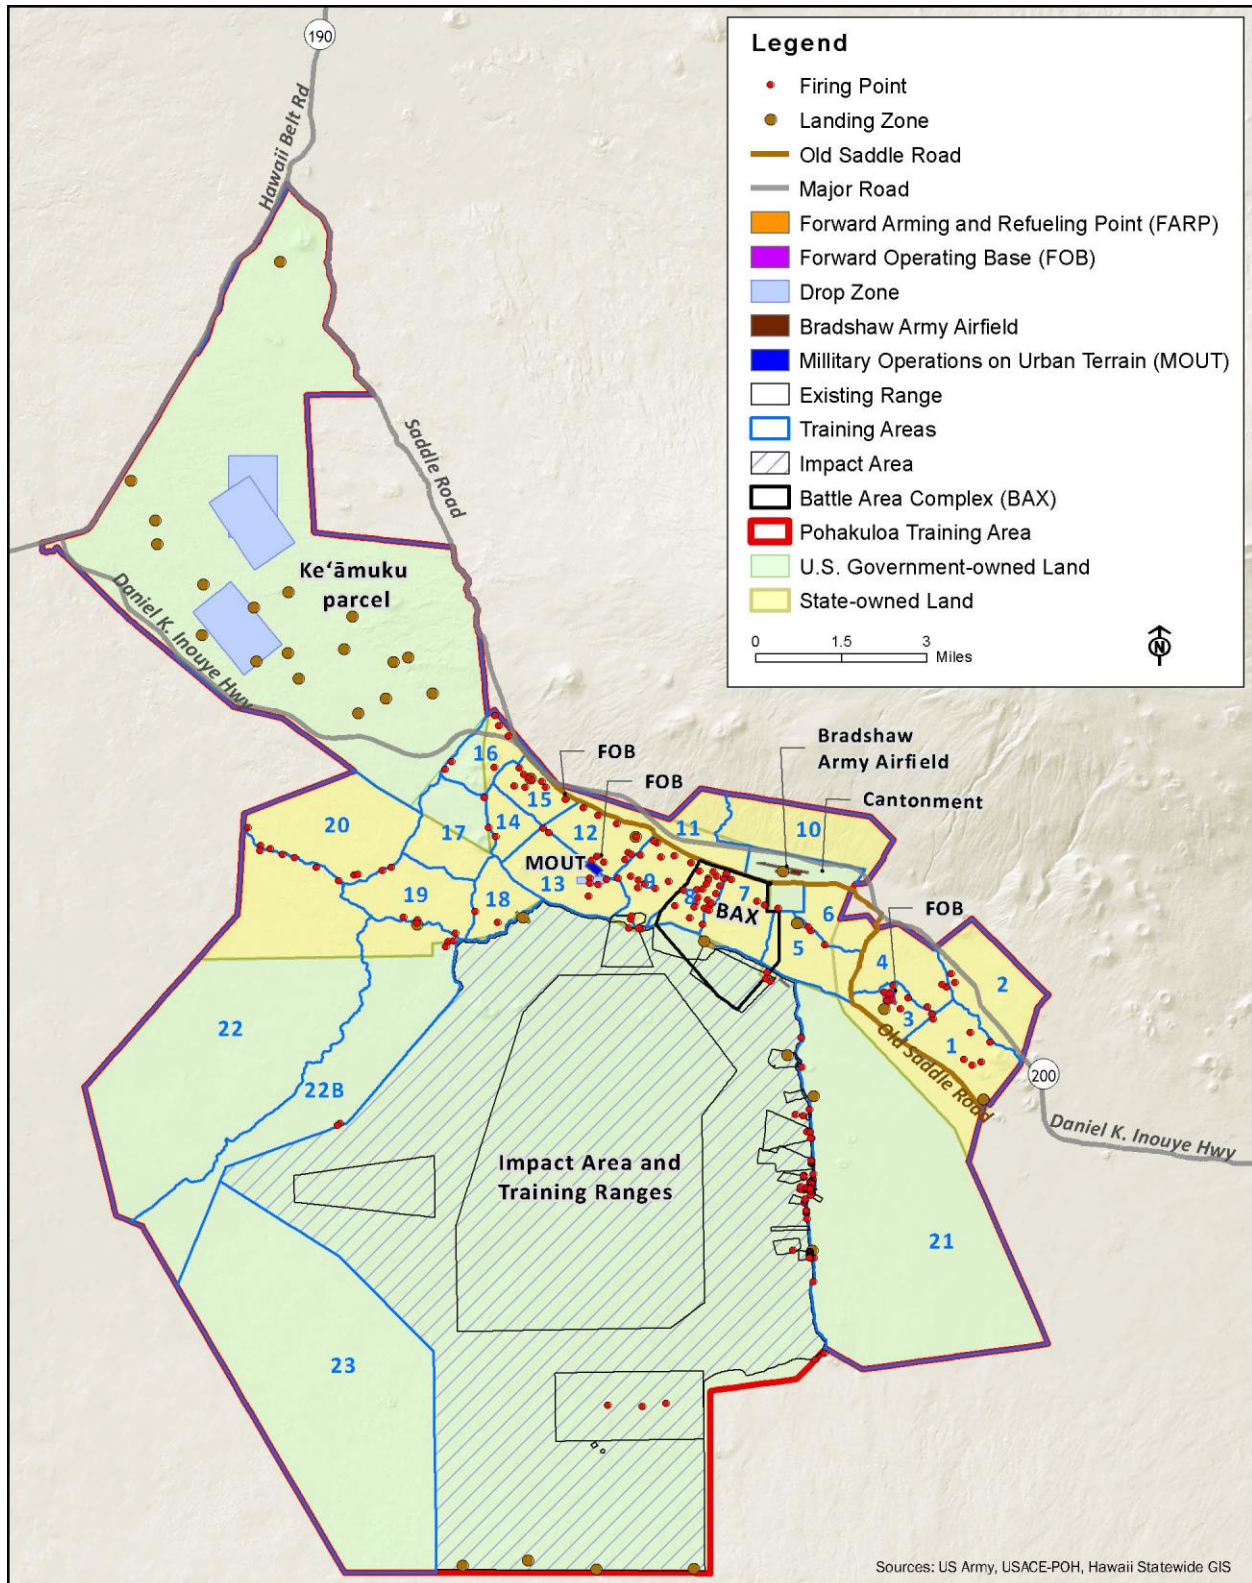 190
Hawaii Belt Rd
Legend
Firing Point
Landing Zone
Old Saddle Road
Major Road
Forward Arming and Refueling Point (FARP)
Forward Operating Base (FOB)
Drop Zone
Bradshaw Army Airfield
Millitary Operations on Urban Terrain (MOUT)
Existing Range
Training Areas
Impact Area
Battle Area Complex (BAX)
Pohakuloa Training Area
U.S. Government-owned Land
State-owned Land
0 1.5 3
Miles
N
Saddle Road
Keʻāmuku
parcel
Daniel K. Inouye Hwy
FOB
FOB
Bradshaw
Army Airfield
Cantonment
16
15
20
17
14
12
11
10
MOUT
13
9
8
7
BAX
6
FOB
19
18
5
4
2
3
1
Old Saddle Road
22
22B
200
Daniel K. Inouye Hwy
Impact Area and
Training Ranges
21
23
Sources: US Army, USACE-POH, Hawaii Statewide GIS